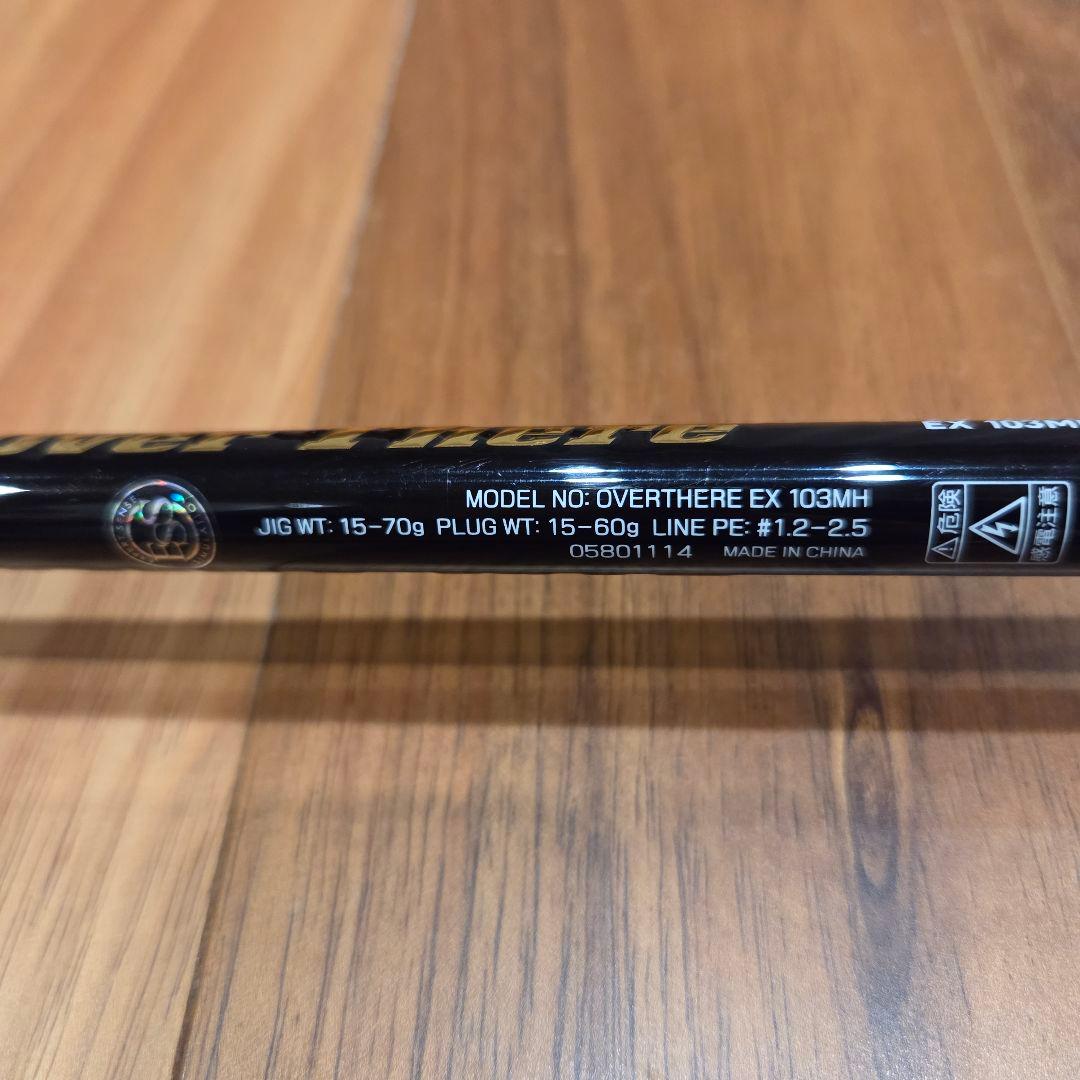 Over There
EX 103MH
MODEL NO: OVERTHERE EX 103MH
JIG WT: 15-70g PLUG WT: 15-60g LINE PE: #1.2-2.5
05801114 MADE IN CHINA
⚠危険
感電注意